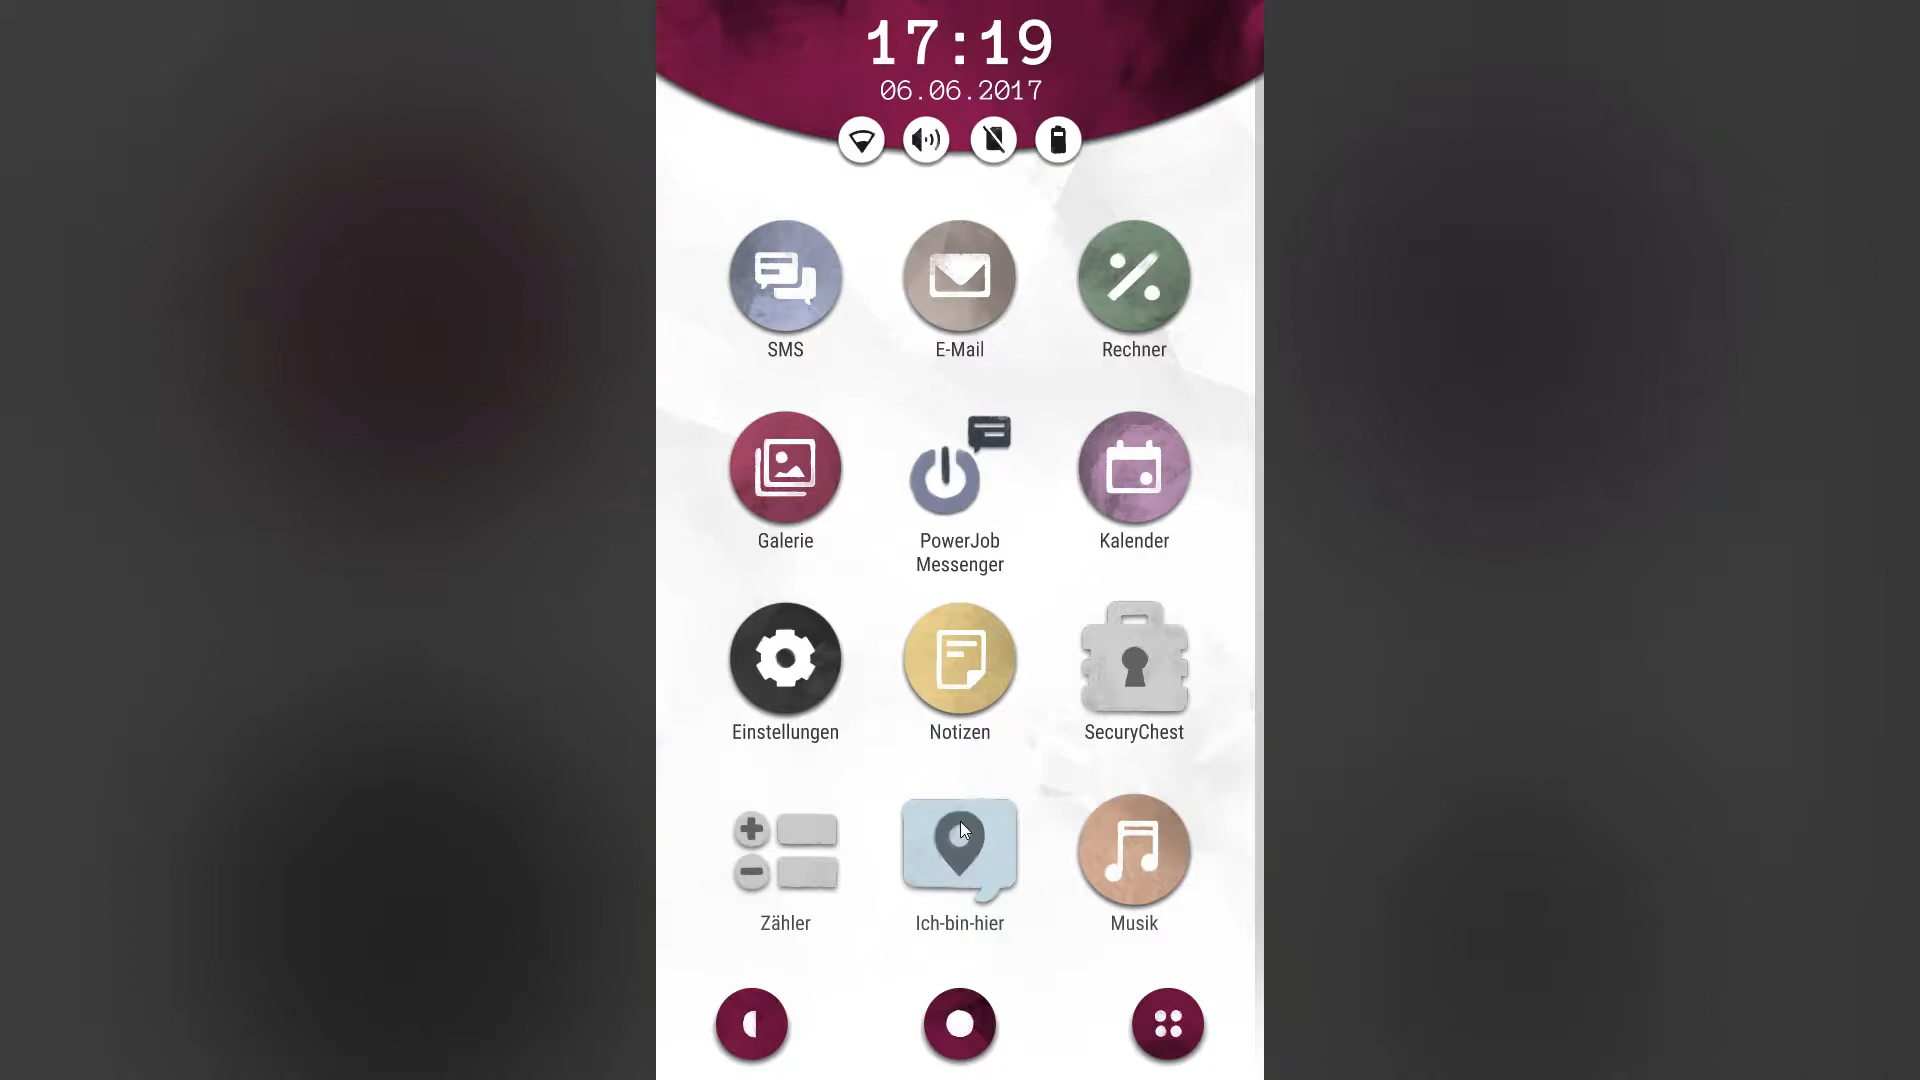 17:19
06.06.2017
SMS
E-Mail
Rechner
Galerie
PowerJob
Messenger
Kalender
Einstellungen
Notizen
SecuryChest
Zähler
Ich-bin-hier
Musik